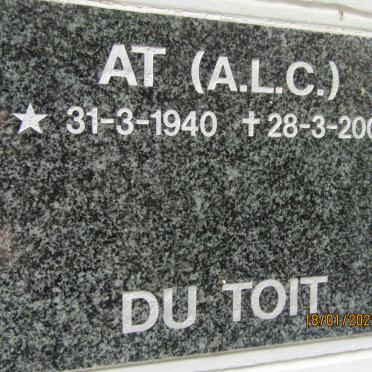 AT (A.L.C.)
★ 31-3-1940 ✝ 28-3-200
DU TOIT
18/01/202